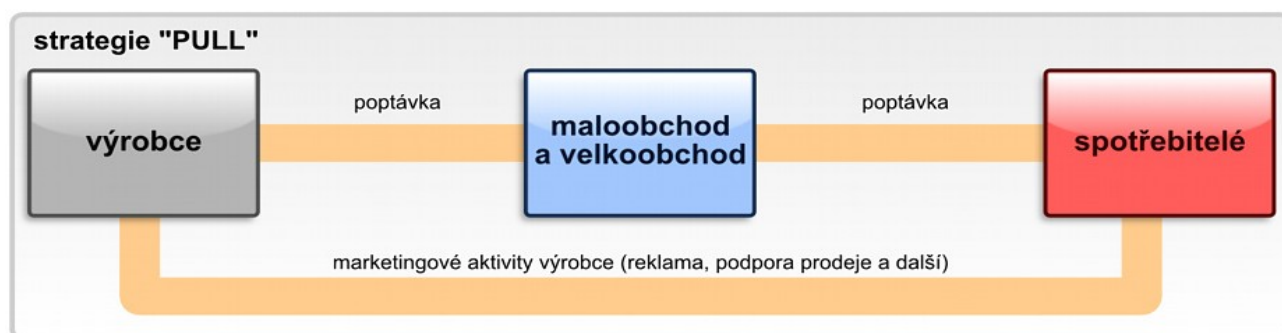 strategie "PULL"
výrobce
poptávka
maloobchod
a velkoobchod
poptávka
spotřebitelé
marketingové aktivity výrobce (reklama, podpora prodeje a další)